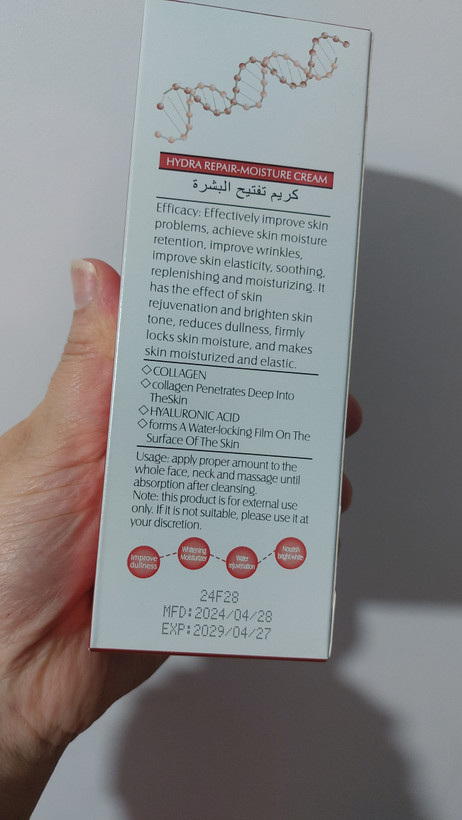 HYDRA REPAIR-MOISTURE CREAM
كريم تفتيح البشرة
Efficacy: Effectively improve skin
problems, achieve skin moisture
retention, improve wrinkles,
improve skin elasticity, soothing,
replenishing and moisturizing. It
has the effect of skin
rejuvenation and brighten skin
tone, reduces dullness, firmly
locks skin moisture, and makes
skin moisturized and elastic.
◇COLLAGEN
◇collagen Penetrates Deep Into
TheSkin
◇HYALURONIC ACID
◇forms A Water-locking Film On The
Surface Of The Skin
Usage: apply proper amount to the
whole face, neck and massage until
absorption after cleansing.
Note: this product is for external use
only. If it is not suitable, please use it at
your discretion.
Improve
dullness
Whitening
Moisturizer
Water
rejuvenation
Nourish
bright white
24F28
MFD:2024/04/28
EXP:2029/04/27